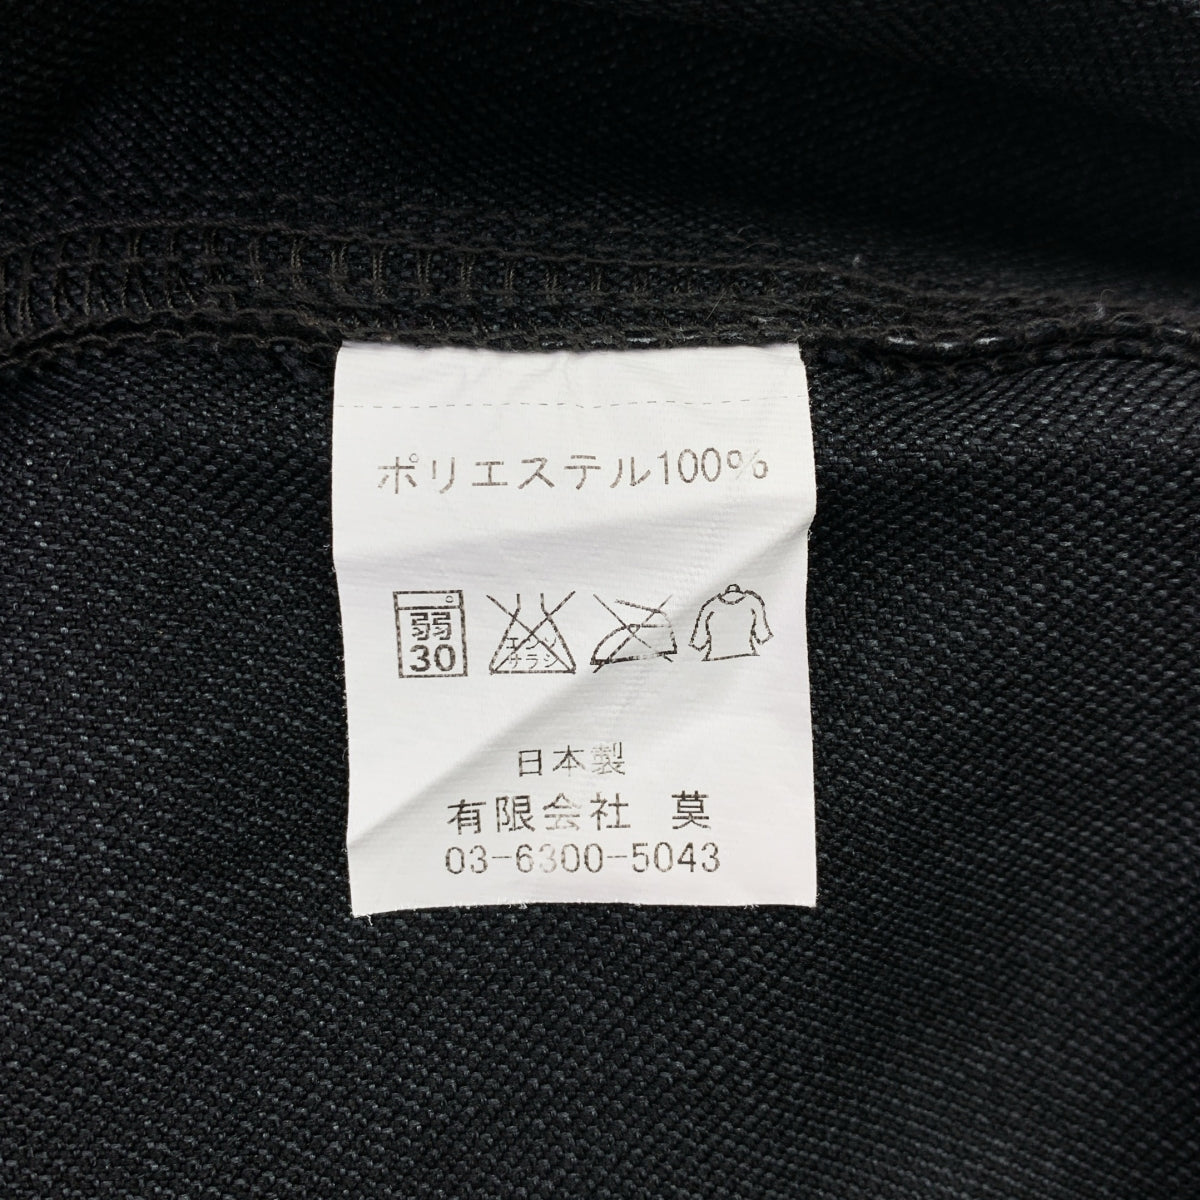 ポリエステル100%
弱
30
エンソ
サラシ
日本製
有限会社 莫
03-6300-5043